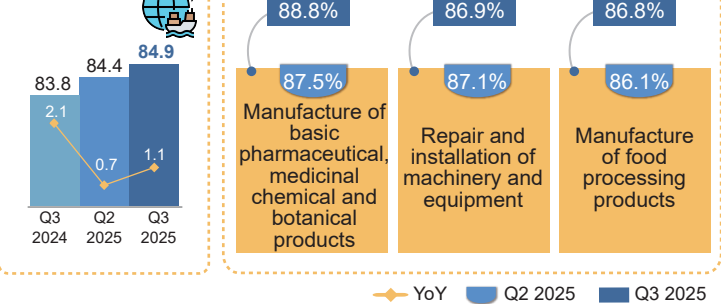 84.9
84.4
83.8
2.1
0.7
1.1
Q3
2024
Q2
2025
Q3
2025
88.8%
87.5%
Manufacture of
basic
pharmaceutical,
medicinal
chemical and
botanical
products
86.9%
87.1%
Repair and
installation of
machinery and
equipment
86.8%
86.1%
Manufacture
of food
processing
products
YoY
Q2 2025
Q3 2025